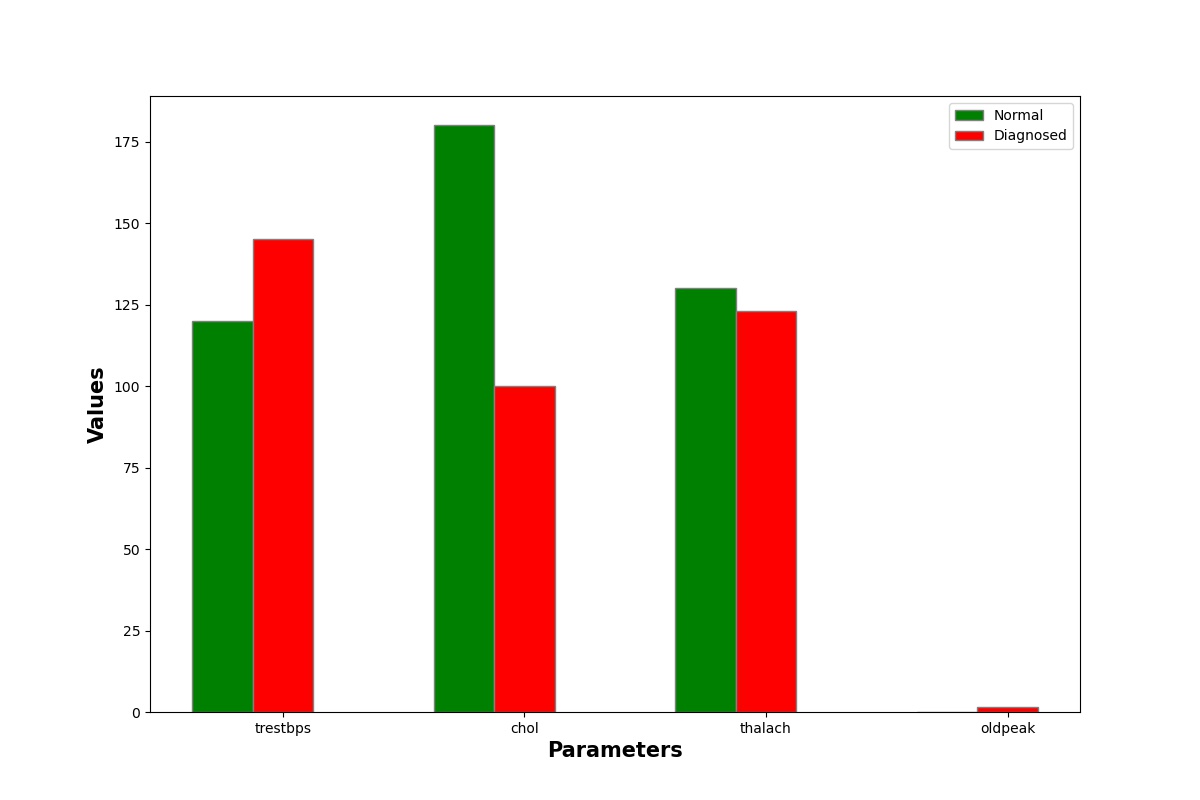 Normal
Diagnosed
175
150
125
100
75
50
25
0
Values
trestbps chol thalach oldpeak
Parameters